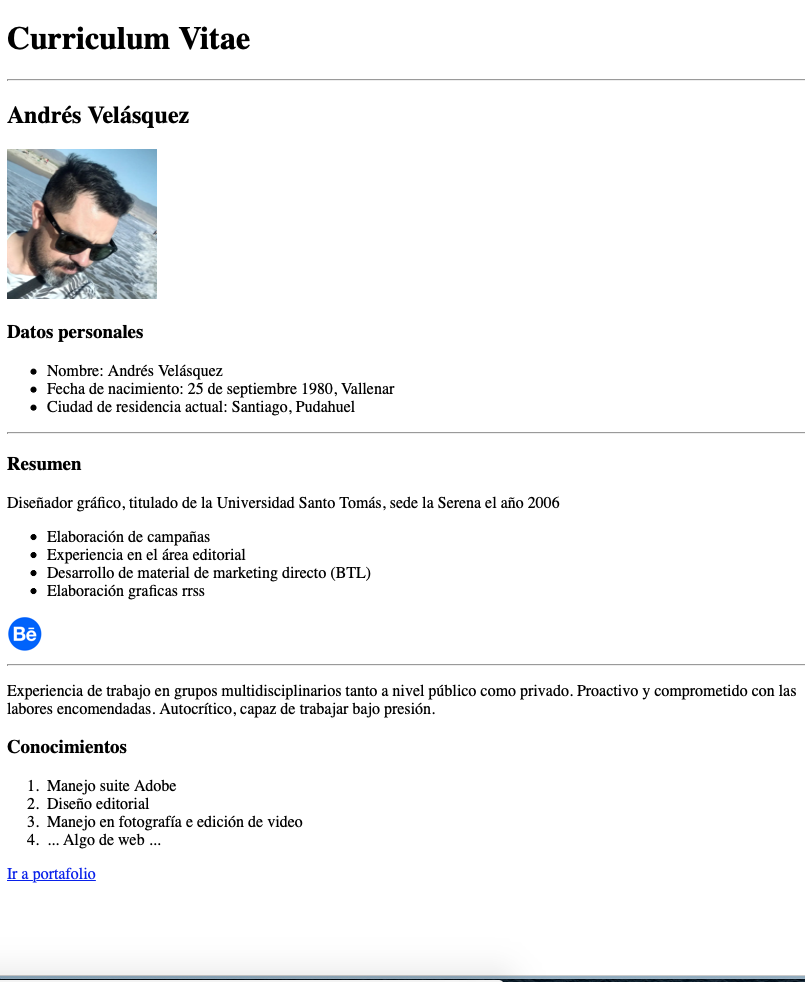 Curriculum Vitae
Andrés Velásquez
Datos personales
Nombre: Andrés Velásquez
Fecha de nacimiento: 25 de septiembre 1980, Vallenar
Ciudad de residencia actual: Santiago, Pudahuel
Resumen
Diseñador gráfico, titulado de la Universidad Santo Tomás, sede la Serena el año 2006
Elaboración de campañas
Experiencia en el área editorial
Desarrollo de material de marketing directo (BTL)
Elaboración graficas rrss
Bē
Experiencia de trabajo en grupos multidisciplinarios tanto a nivel público como privado. Proactivo y comprometido con las
labores encomendadas. Autocrítico, capaz de trabajar bajo presión.
Conocimientos
1. Manejo suite Adobe
2. Diseño editorial
3. Manejo en fotografía e edición de video
4. ... Algo de web ...
Ir a portafolio